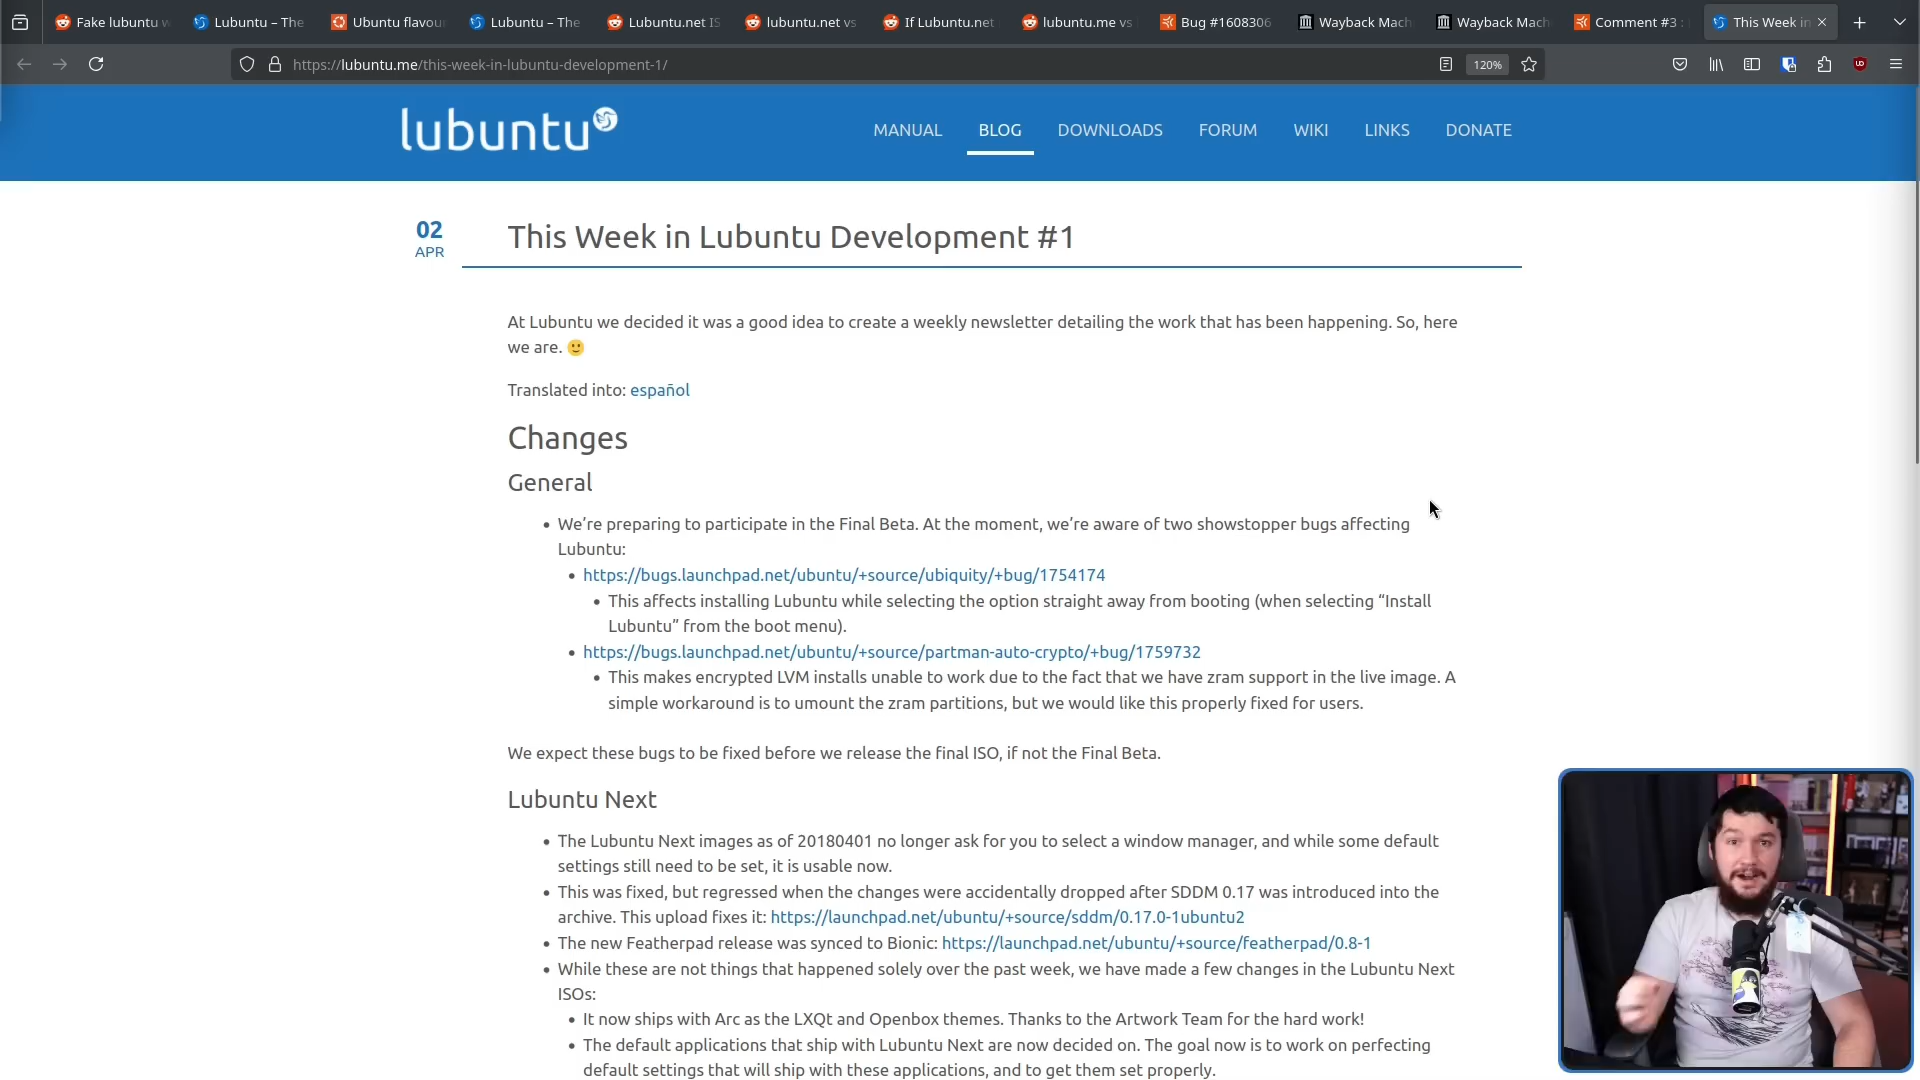 Fake lubuntu w
Lubuntu – The
Ubuntu flavou
Lubuntu – The
Lubuntu.net IS
lubuntu.net vs
If Lubuntu.net
lubuntu.me vs
Bug #1608306
Wayback Mach
Wayback Mach
Comment #3 :
This Week in
https://lubuntu.me/this-week-in-lubuntu-development-1/
120%
lubuntu
MANUAL
BLOG
DOWNLOADS
FORUM
WIKI
LINKS
DONATE
02
APR
This Week in Lubuntu Development #1
At Lubuntu we decided it was a good idea to create a weekly newsletter detailing the work that has been happening. So, here
we are. 🙂
Translated into: español
Changes
General
• We’re preparing to participate in the Final Beta. At the moment, we’re aware of two showstopper bugs affecting
Lubuntu:
• https://bugs.launchpad.net/ubuntu/+source/ubiquity/+bug/1754174
• This affects installing Lubuntu while selecting the option straight away from booting (when selecting “Install
Lubuntu” from the boot menu).
• https://bugs.launchpad.net/ubuntu/+source/partman-auto-crypto/+bug/1759732
• This makes encrypted LVM installs unable to work due to the fact that we have zram support in the live image. A
simple workaround is to umount the zram partitions, but we would like this properly fixed for users.
We expect these bugs to be fixed before we release the final ISO, if not the Final Beta.
Lubuntu Next
• The Lubuntu Next images as of 20180401 no longer ask for you to select a window manager, and while some default
settings still need to be set, it is usable now.
• This was fixed, but regressed when the changes were accidentally dropped after SDDM 0.17 was introduced into the
archive. This upload fixes it: https://launchpad.net/ubuntu/+source/sddm/0.17.0-1ubuntu2
• The new Featherpad release was synced to Bionic: https://launchpad.net/ubuntu/+source/featherpad/0.8-1
• While these are not things that happened solely over the past week, we have made a few changes in the Lubuntu Next
ISOs:
• It now ships with Arc as the LXQt and Openbox themes. Thanks to the Artwork Team for the hard work!
• The default applications that ship with Lubuntu Next are now decided on. The goal now is to work on perfecting
default settings that will ship with these applications, and to get them set properly.